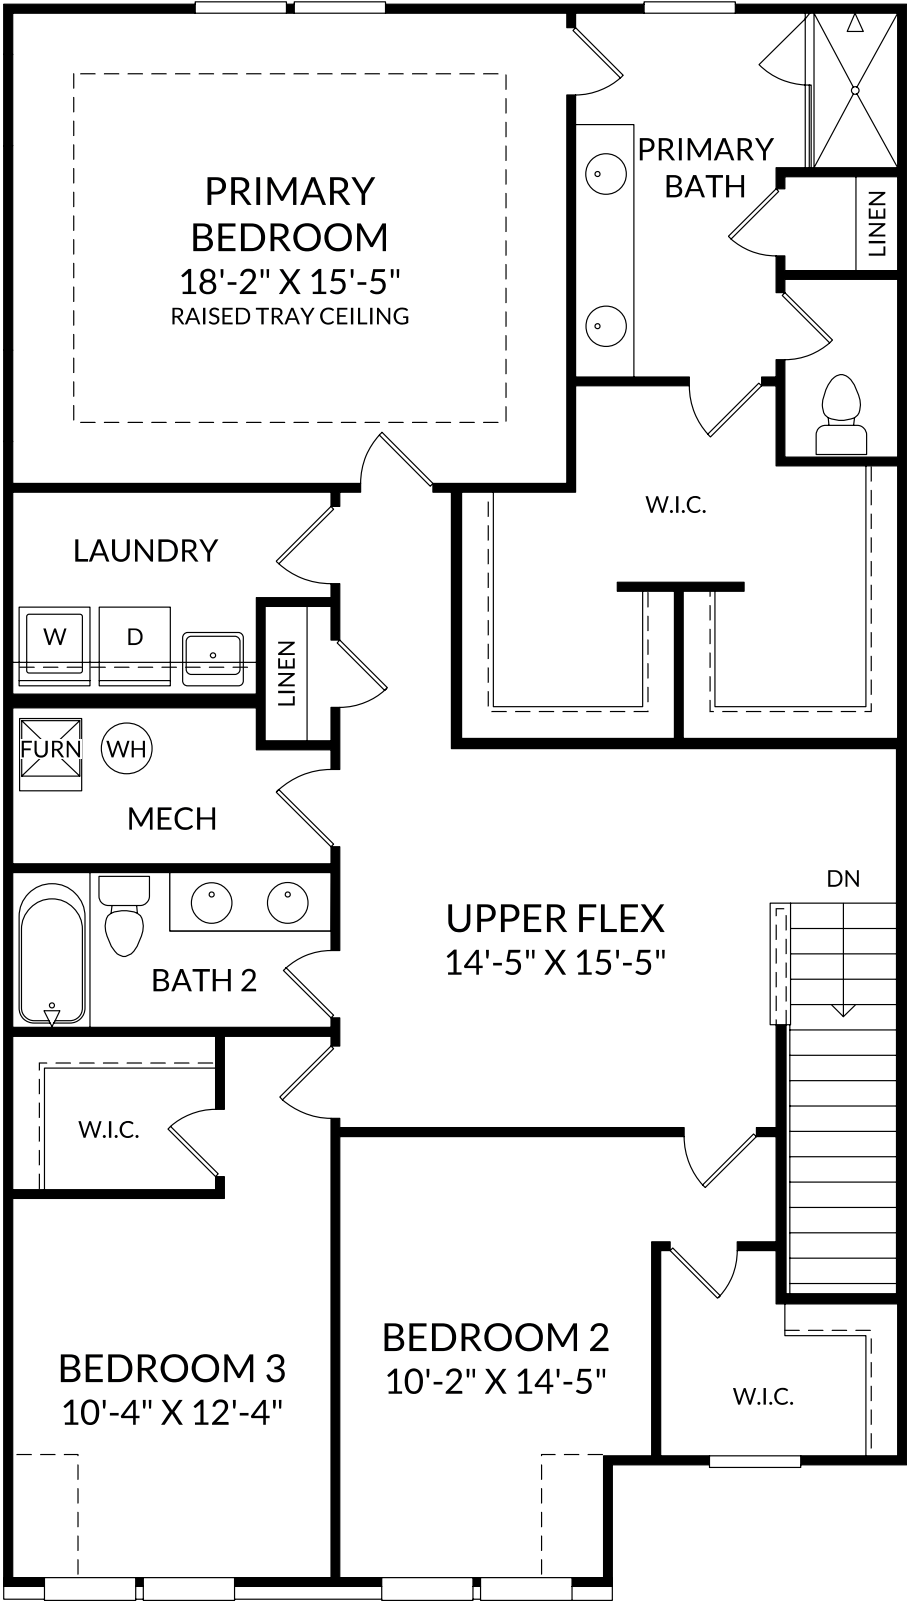 PRIMARY
BEDROOM
18'-2" X 15'-5"
RAISED TRAY CEILING
PRIMARY
BATH
LINEN
W.I.C.
LAUNDRY
W
D
LINEN
FURN
WH
MECH
UPPER FLEX
14'-5" X 15'-5"
DN
BATH 2
W.I.C.
BEDROOM 3
10'-4" X 12'-4"
BEDROOM 2
10'-2" X 14'-5"
W.I.C.